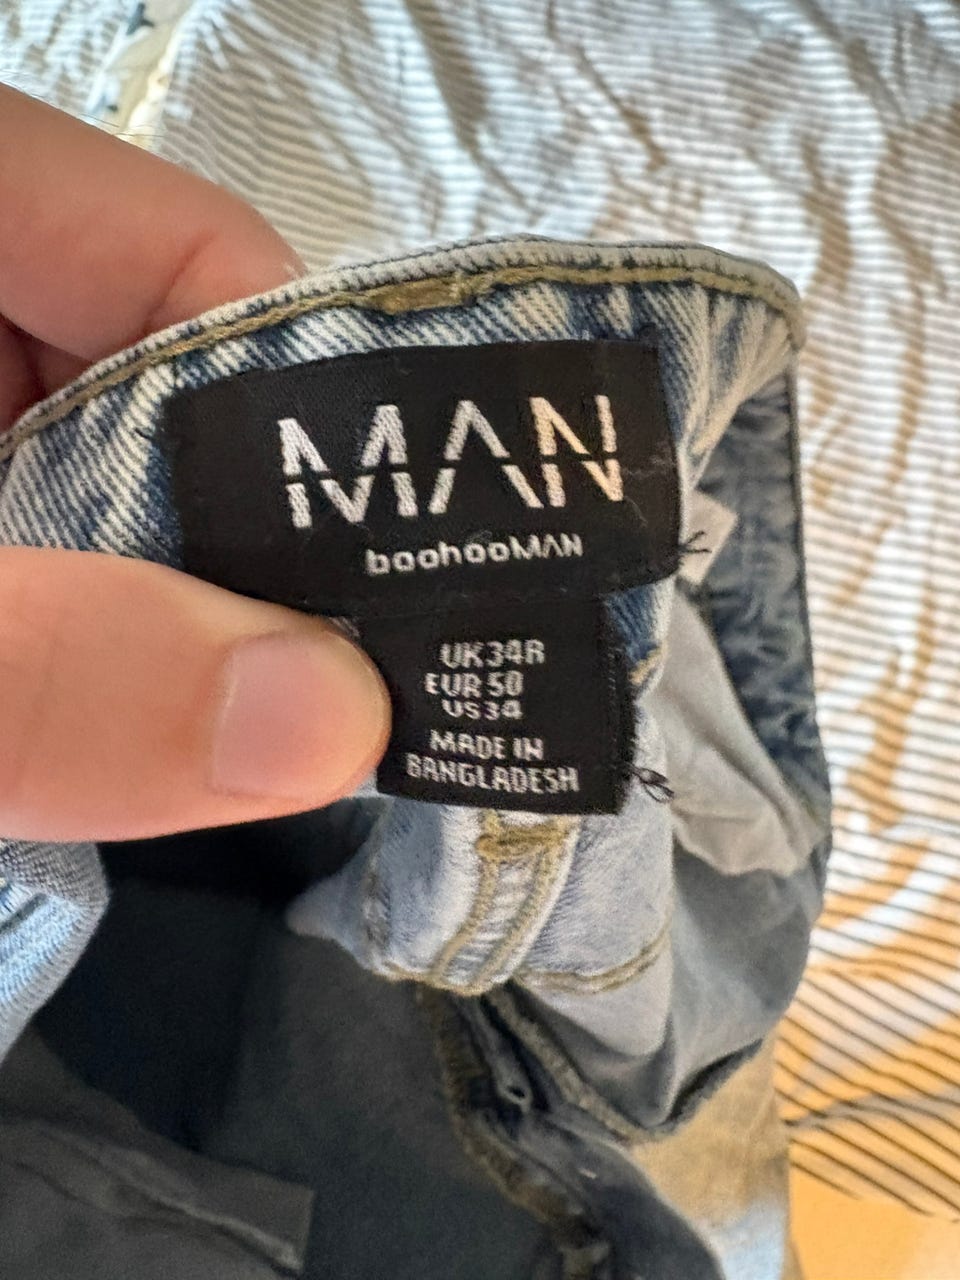 MAN
boohooMAN
UK34R
EUR 50
US34
MADE IN
BANGLADESH